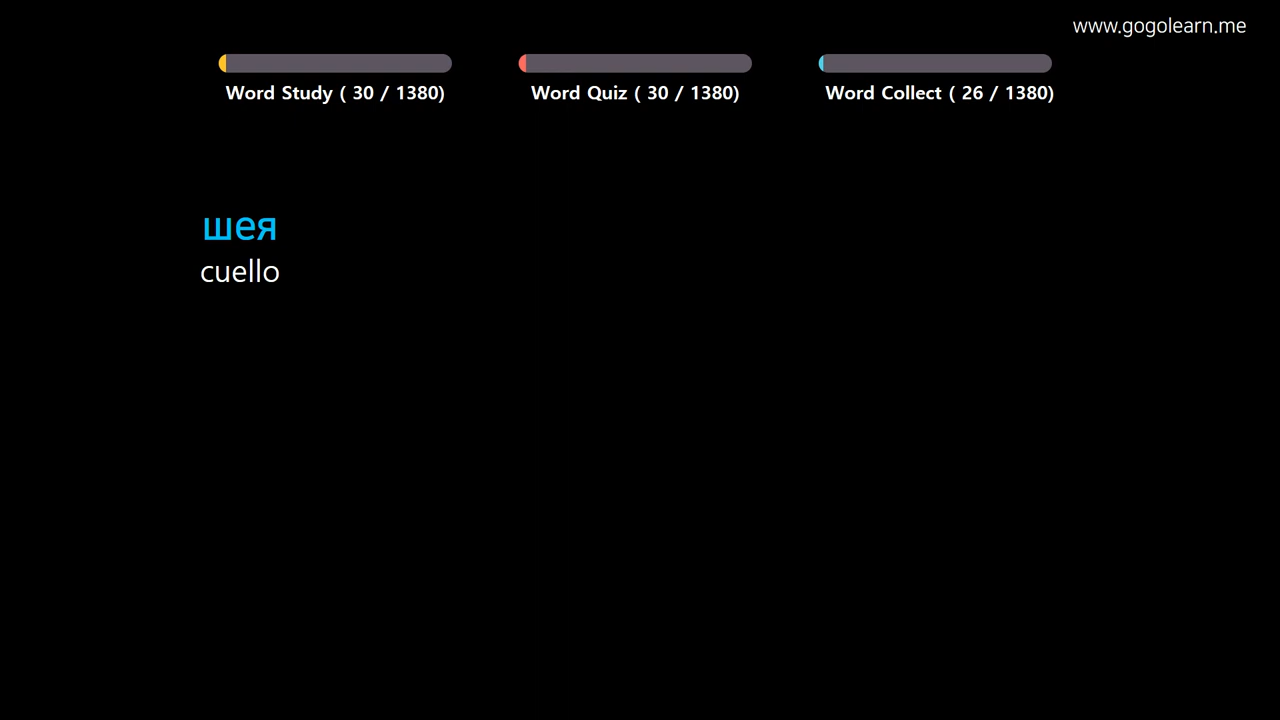 www.gogolearn.me
Word Study ( 30 / 1380)
Word Quiz ( 30 / 1380)
Word Collect ( 26 / 1380)
шея
cuello